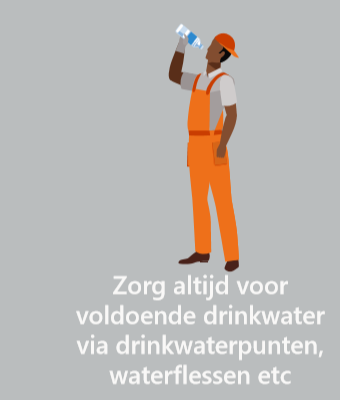 Zorg altijd voor
voldoende drinkwater
via drinkwaterpunten,
waterflessen etc